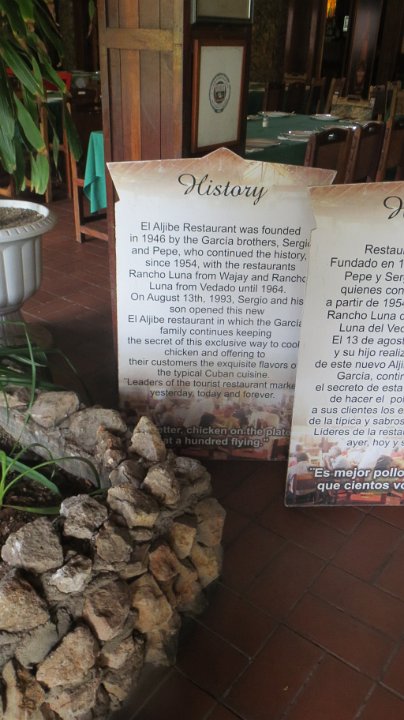 History
El Aljibe Restaurant was founded
in 1946 by the García brothers, Sergio
and Pepe, who continued the history,
since 1954, with the restaurants
Rancho Luna from Wajay and Rancho
Luna from Vedado until 1964.
On August 13th, 1993, Sergio and his
son opened this new
El Aljibe restaurant in which the García
family continues keeping
the secret of this exclusive way to cook
chicken and offering to
their customers the exquisite flavors of
the typical Cuban cuisine.
"Leaders of the tourist restaurant market
yesterday, today and forever.
chicken on the plate
at a hundred flying."
H
Restau
Fundado en 1
Pepe y Ser
quienes con
a partir de 1954
Rancho Luna d
Luna del Ve
El 13 de agos
y su hijo realiz
de este nuevo Alji
García, contin
el secreto de esta
de hacer el po
a sus clientes los e
de la típica y sabros
Líderes de la resta
ayer, hoy y s
"Es mejor pollo
que cientos vo